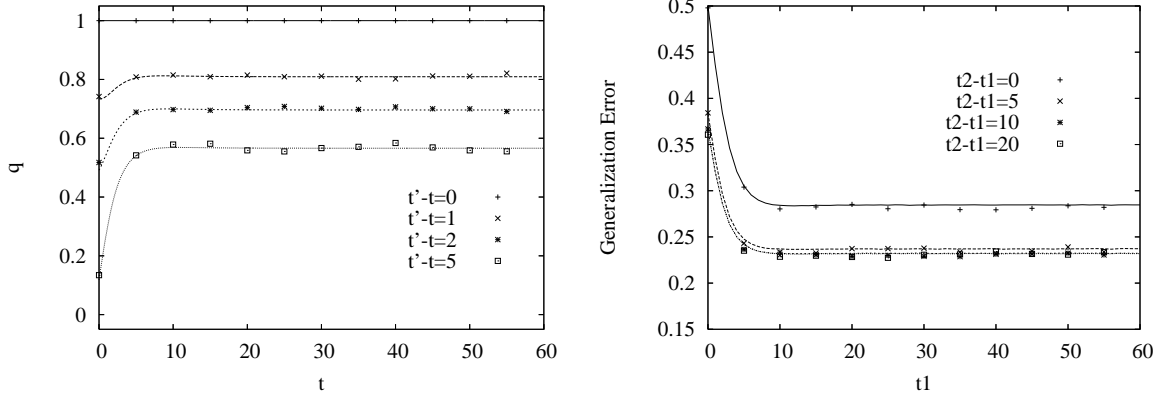 1
0.8
0.6
0.4
0.2
0
q
0 10 20 30 40 50 60
t
t'-t=0
t'-t=1
t'-t=2
t'-t=5
0.5
0.45
0.4
0.35
0.3
0.25
0.2
0.15
Generalization Error
0 10 20 30 40 50 60
t1
t2-t1=0
t2-t1=5
t2-t1=10
t2-t1=20